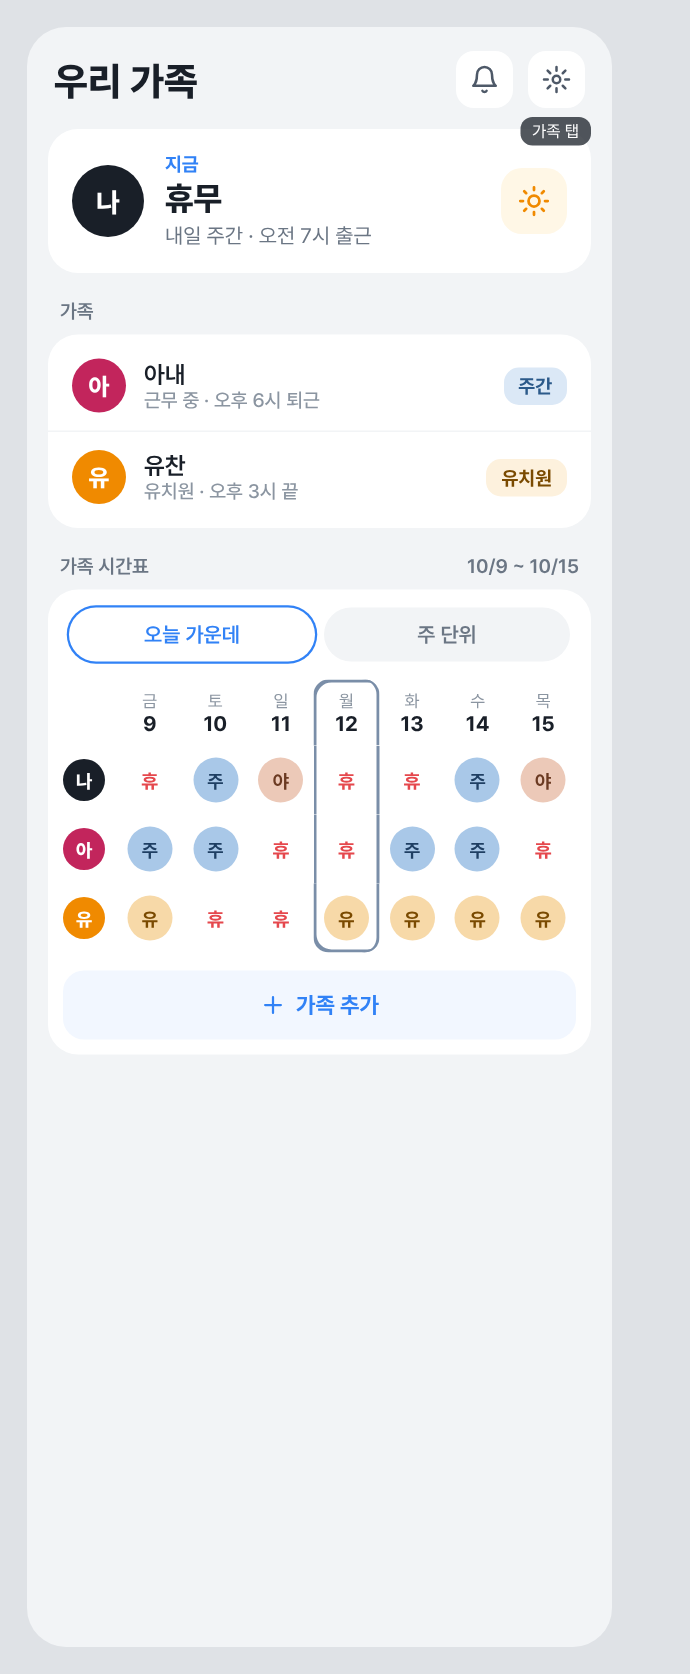 우리 가족
가족 탭
나
지금
휴무
내일 주간 · 오전 7시 출근
가족
아
아내
근무 중 · 오후 6시 퇴근
주간
유
유찬
유치원 · 오후 3시 끝
유치원
가족 시간표
10/9 ~ 10/15
오늘 가운데
주 단위
금 토 일 월 화 수 목
9 10 11 12 13 14 15
나 휴 주 야 휴 휴 주 야
아 주 주 휴 휴 주 주 휴
유 유 휴 휴 유 유 유 유
+ 가족 추가